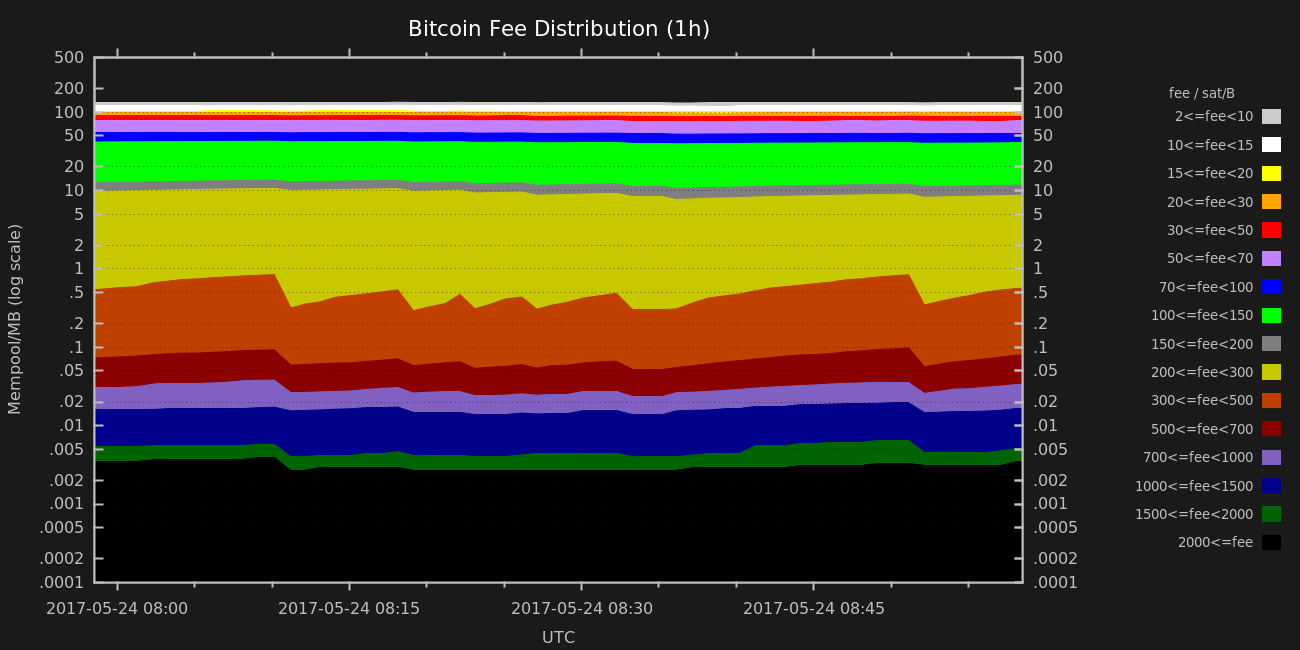 Bitcoin Fee Distribution (1h)
Mempool/MB (log scale)
500
200
100
50
20
10
5
2
1
.5
.2
.1
.05
.02
.01
.005
.002
.001
.0005
.0002
.0001
500
200
100
50
20
10
5
2
1
.5
.2
.1
.05
.02
.01
.005
.002
.001
.0005
.0002
.0001
2017-05-24 08:00
2017-05-24 08:15
2017-05-24 08:30
2017-05-24 08:45
UTC
fee / sat/B
2<=fee<10
10<=fee<15
15<=fee<20
20<=fee<30
30<=fee<50
50<=fee<70
70<=fee<100
100<=fee<150
150<=fee<200
200<=fee<300
300<=fee<500
500<=fee<700
700<=fee<1000
1000<=fee<1500
1500<=fee<2000
2000<=fee